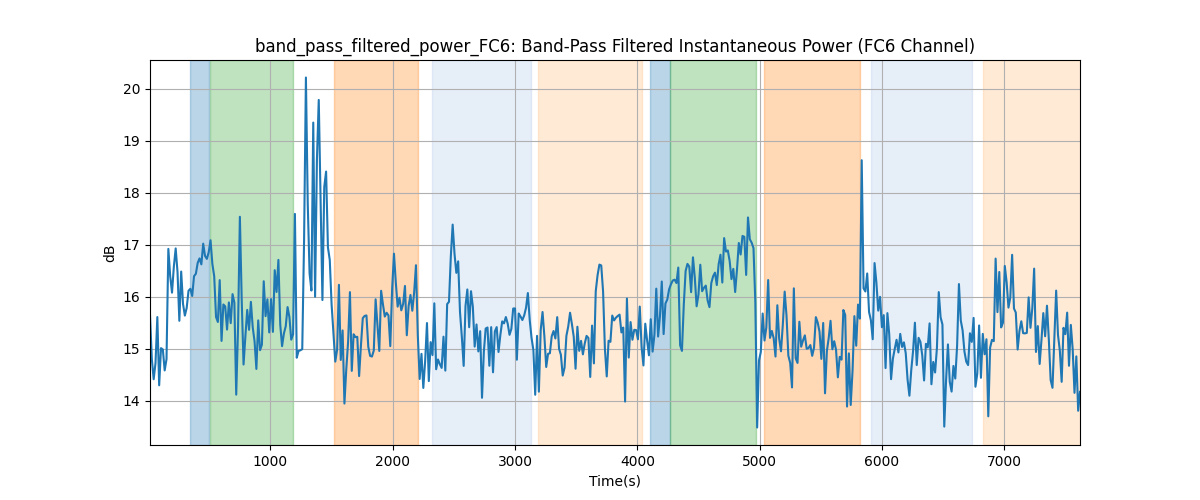 band_pass_filtered_power_FC6: Band-Pass Filtered Instantaneous Power (FC6 Channel)
20
19
18
17
16
15
14
dB
1000 2000 3000 4000 5000 6000 7000
Time(s)